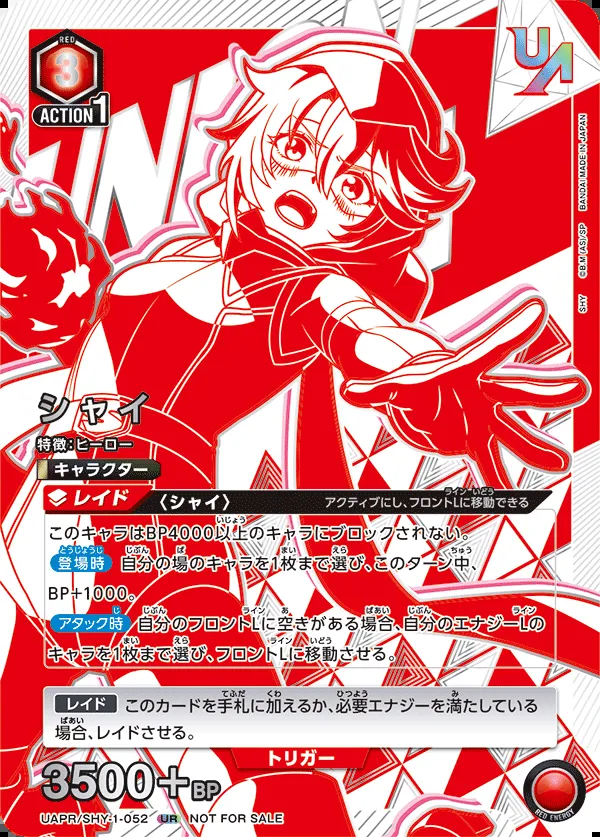 RED
3
ACTION1
UA
SHY ©B.M(AS)/SP BANDAI MADE IN JAPAN
シャイ
特徴:ヒーロー
キャラクター
レイド 〈シャイ〉 アクティブにし、フロントLに移動できる
このキャラはBP4000以上のキャラにブロックされない。
登場時 自分の場のキャラを1枚まで選び、このターン中、
BP+1000。
アタック時 自分のフロントLに空きがある場合、自分のエナジーLの
キャラを1枚まで選び、フロントLに移動させる。
レイド このカードを手札に加えるか、必要エナジーを満たしている
場合、レイドさせる。
トリガー
3500+BP
RED ENERGY
UAPR/SHY-1-052 UR NOT FOR SALE